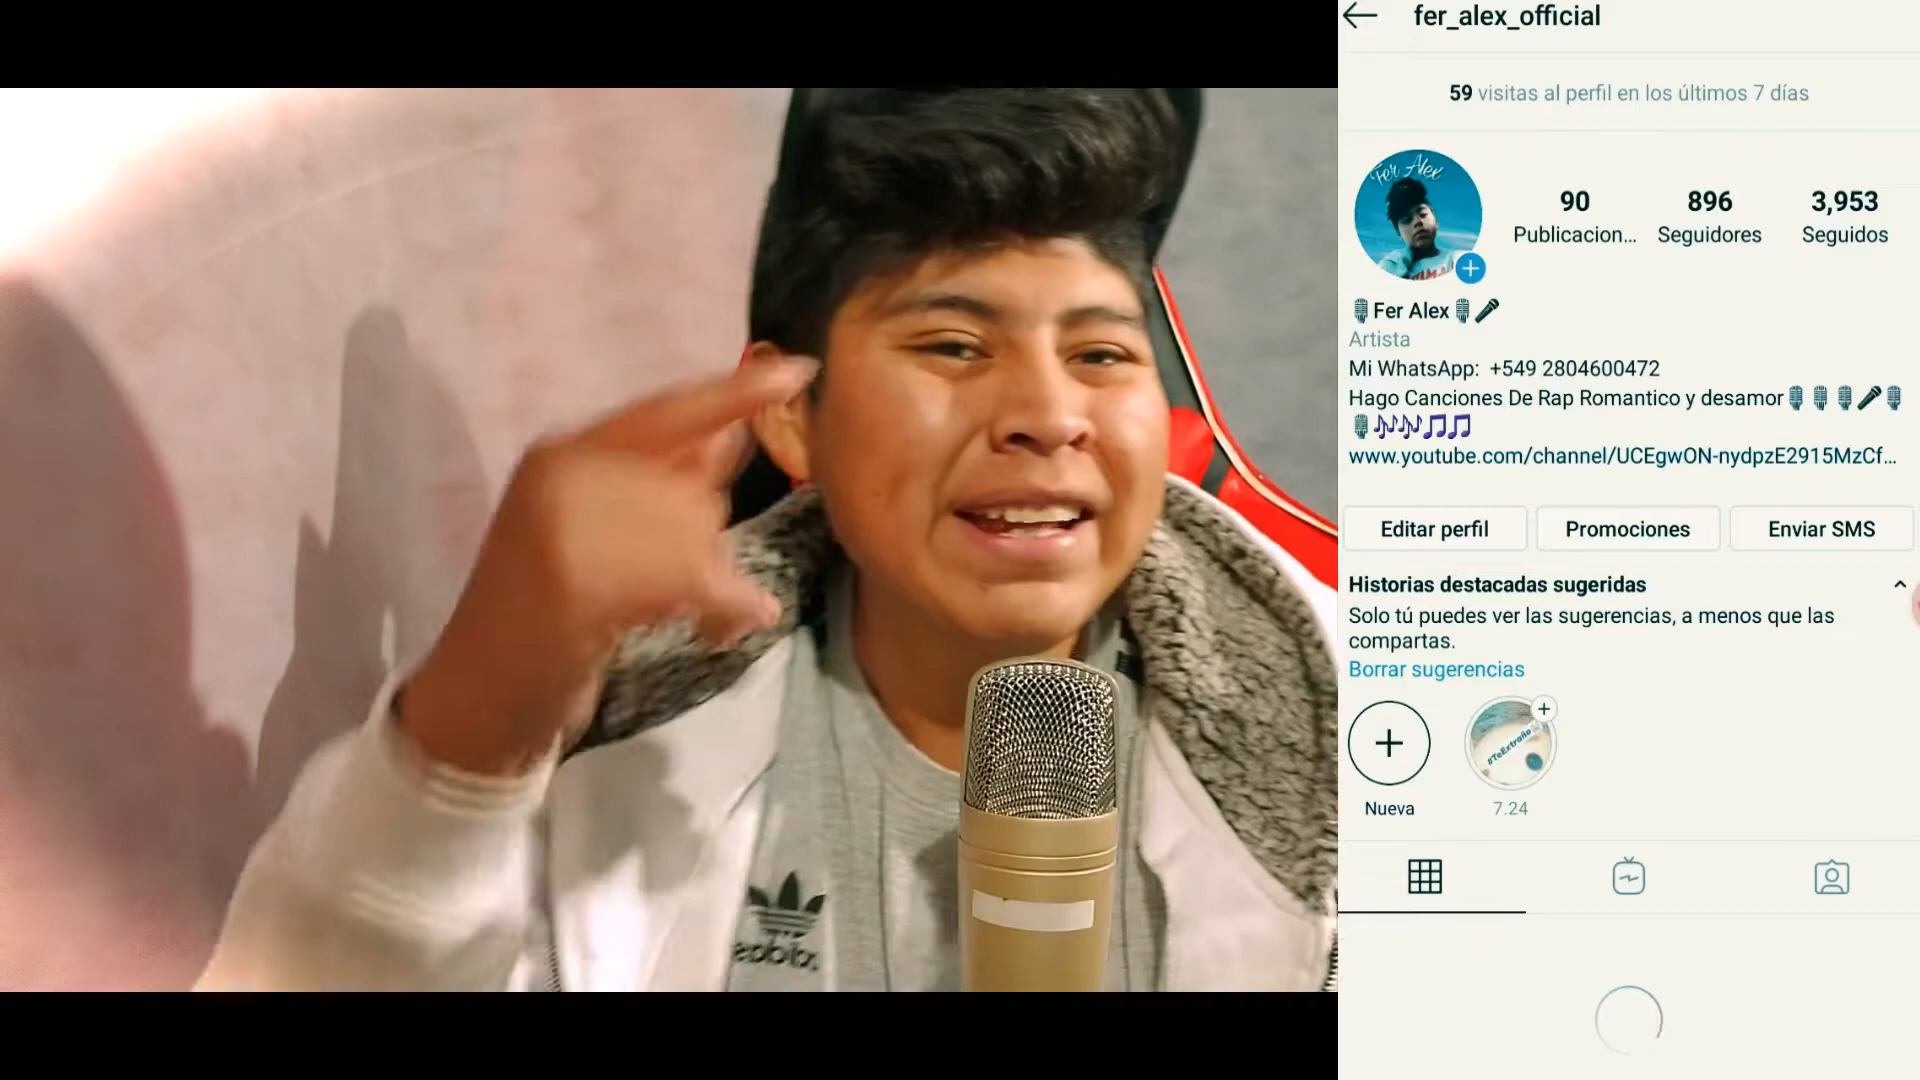 fer_alex_official
59 visitas al perfil en los últimos 7 días
Fer Alex
90 896 3,953
Publicacion... Seguidores Seguidos
🎙️Fer Alex🎙️🎤
Artista
Mi WhatsApp: +549 2804600472
Hago Canciones De Rap Romantico y desamor🎙️🎙️🎙️🎤🎙️
🎙️🎶🎶🎵🎵
www.youtube.com/channel/UCEgwON-nydpzE2915MzCf...
Editar perfil Promociones Enviar SMS
Historias destacadas sugeridas
Solo tú puedes ver las sugerencias, a menos que las
compartas.
Borrar sugerencias
#TeExtraño
Nueva 7.24
adidas